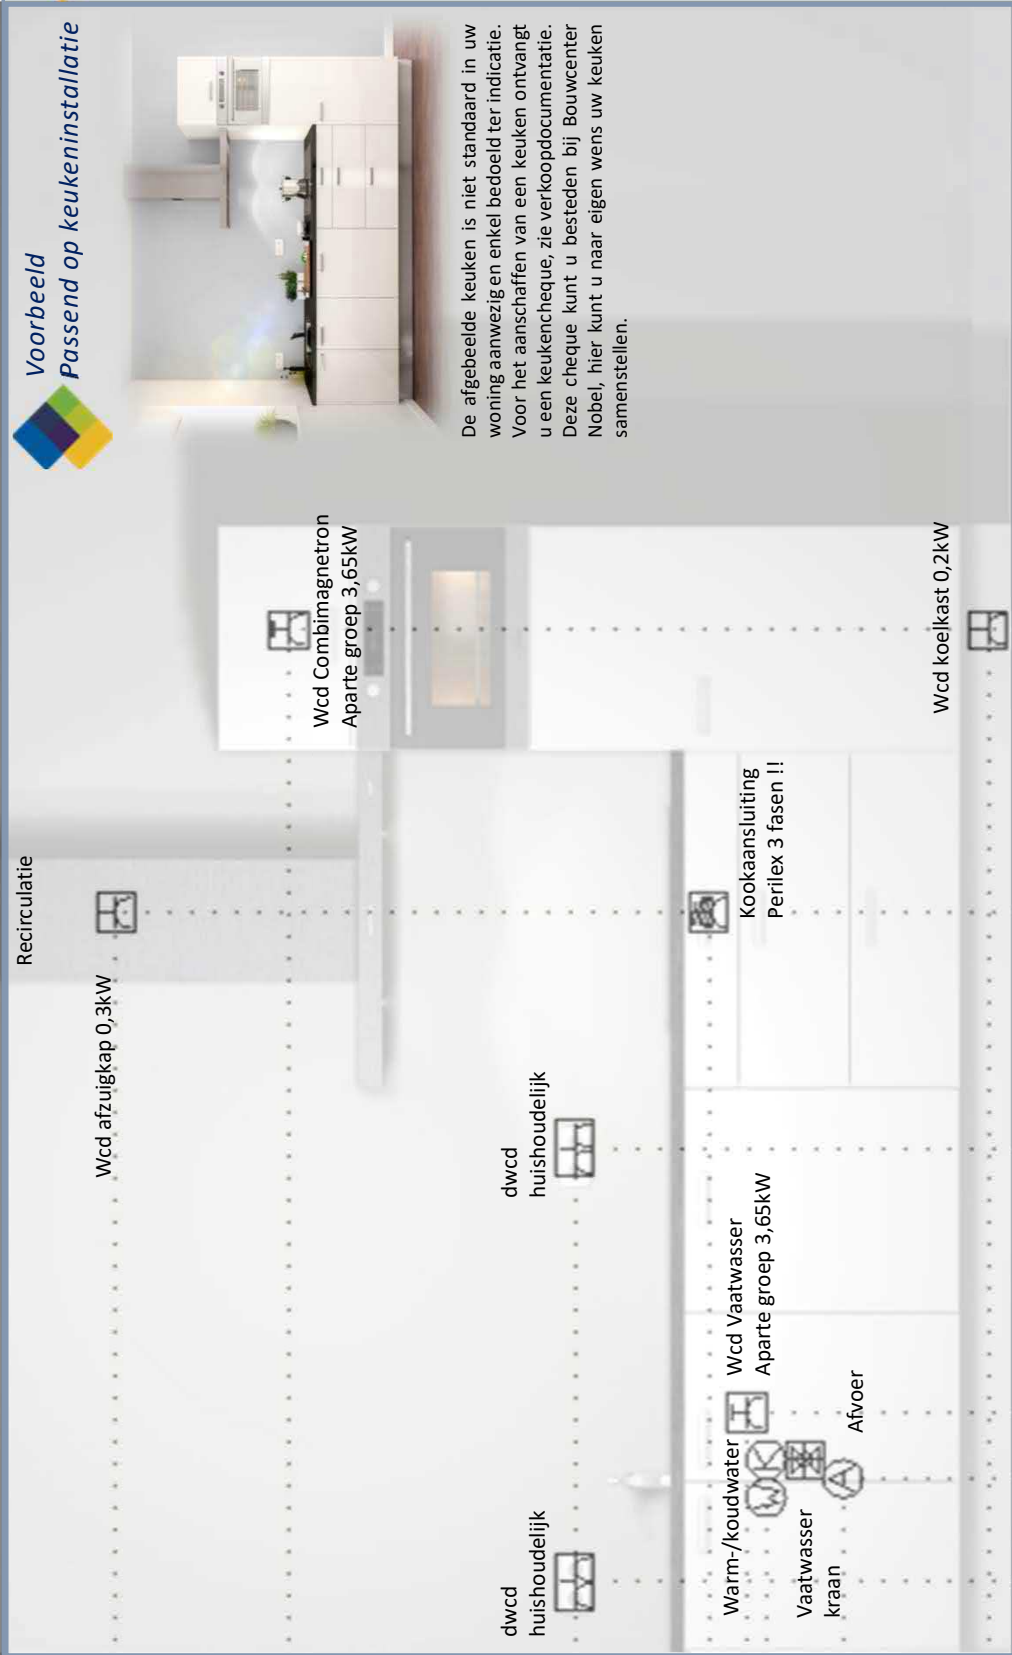 Voorbeeld
Passend op keukeninstallatie
De afgebeelde keuken is niet standaard in uw
woning aanwezig en enkel bedoeld ter indicatie.
Voor het aanschaffen van een keuken ontvangt
u een keukencheque, zie verkoopdocumentatie.
Deze cheque kunt u besteden bij Bouwcenter
Nobel, hier kunt u naar eigen wens uw keuken
samenstellen.
Recirculatie
Wcd afzuigkap 0,3kW
Wcd Combimagnetron
Aparte groep 3,65kW
dwcd
huishoudelijk
dwcd
huishoudelijk
Kookaansluiting
Perilex 3 fasen !!
Wcd Vaatwasser
Aparte groep 3,65kW
Warm-/koudwater
W K
Vaatwasser
kraan
A
Afvoer
Wcd koelkast 0,2kW